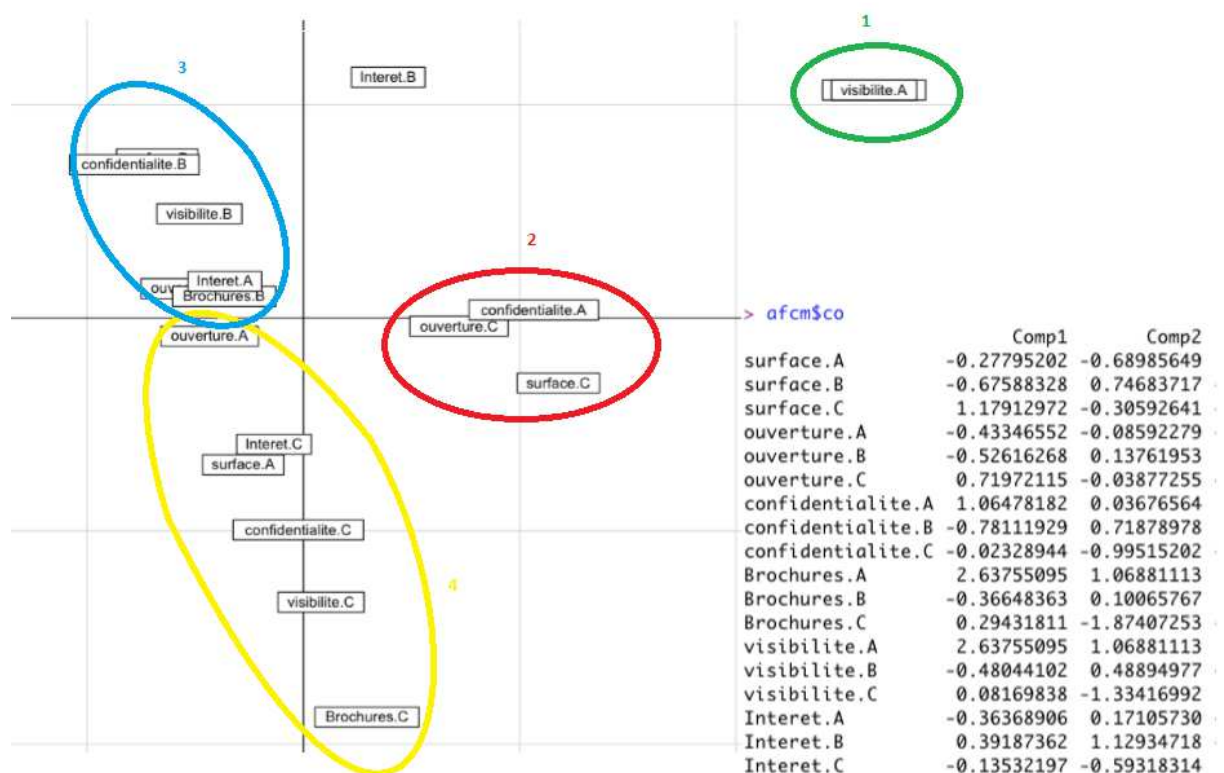 1
Interet.B
3
visibilite.A
confidentialite.B
visibilite.B
2
Interet.A
ouv
Brochures.B
confidentialite.A
ouverture.C
ouverture.A
surface.C
Interet.C
surface.A
confidentialite.C
4
visibilite.C
Brochures.C
> afcm$co
Comp1 Comp2
surface.A -0.27795202 -0.68985649
surface.B -0.67588328 0.74683717
surface.C 1.17912972 -0.30592641
ouverture.A -0.43346552 -0.08592279
ouverture.B -0.52616268 0.13761953
ouverture.C 0.71972115 -0.03877255
confidentialite.A 1.06478182 0.03676564
confidentialite.B -0.78111929 0.71878978
confidentialite.C -0.02328944 -0.99515202
Brochures.A 2.63755095 1.06881113
Brochures.B -0.36648363 0.10065767
Brochures.C 0.29431811 -1.87407253
visibilite.A 2.63755095 1.06881113
visibilite.B -0.48044102 0.48894977
visibilite.C 0.08169838 -1.33416992
Interet.A -0.36368906 0.17105730
Interet.B 0.39187362 1.12934718
Interet.C -0.13532197 -0.59318314